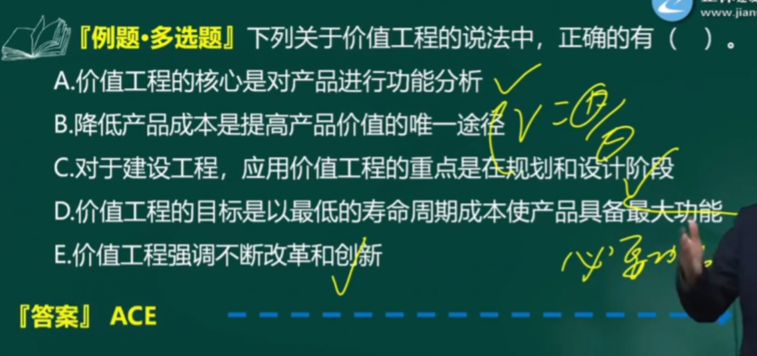 『例题·多选题』下列关于价值工程的说法中，正确的有（ ）。
www.jian
A.价值工程的核心是对产品进行功能分析
B.降低产品成本是提高产品价值的唯一途径
V=
C.对于建设工程，应用价值工程的重点是在规划和设计阶段
D.价值工程的目标是以最低的寿命周期成本使产品具备最大功能
必要功
E.价值工程强调不断改革和创新
『答案』 ACE